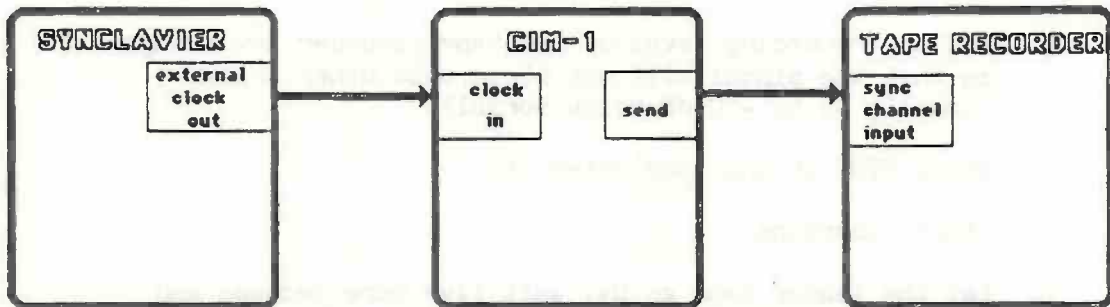 SYNCLAVIER
external
clock
out
CIM-1
clock
in
send
TAPE RECORDER
sync
channel
input